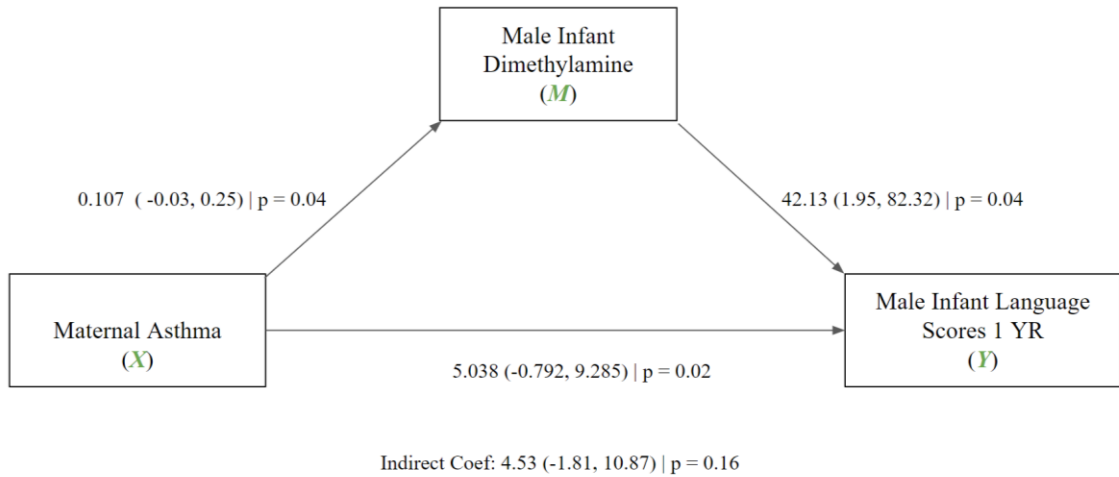 Male Infant
Dimethylamine
(M)
0.107  ( -0.03, 0.25) | p = 0.04
42.13 (1.95, 82.32) | p = 0.04
Maternal Asthma
(X)
Male Infant Language
Scores 1 YR
(Y)
5.038 (-0.792, 9.285) | p = 0.02
Indirect Coef: 4.53 (-1.81, 10.87) | p = 0.16